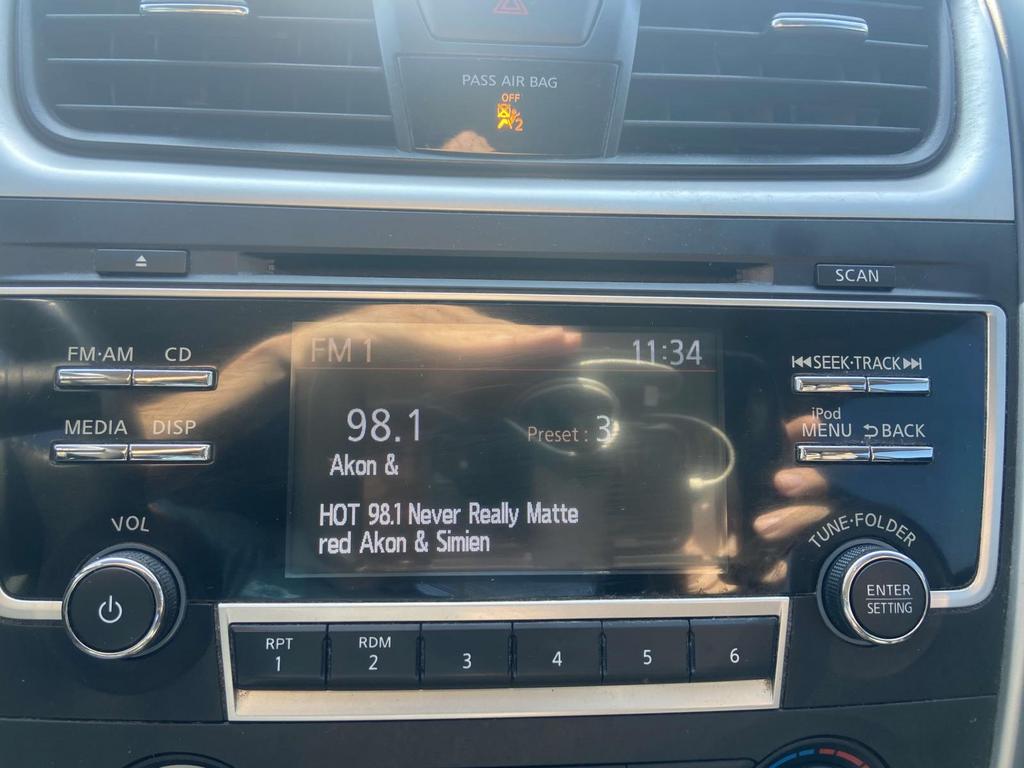 PASS AIR BAG
OFF
2
SCAN
FM·AM CD
MEDIA DISP
VOL
FM 1 11:34
98.1 Preset : 3
Akon &
HOT 98.1 Never Really Matte
red Akon & Simien
SEEK·TRACK
iPod
MENU BACK
TUNE·FOLDER
ENTER
SETTING
RPT
1
RDM
2
3
4
5
6